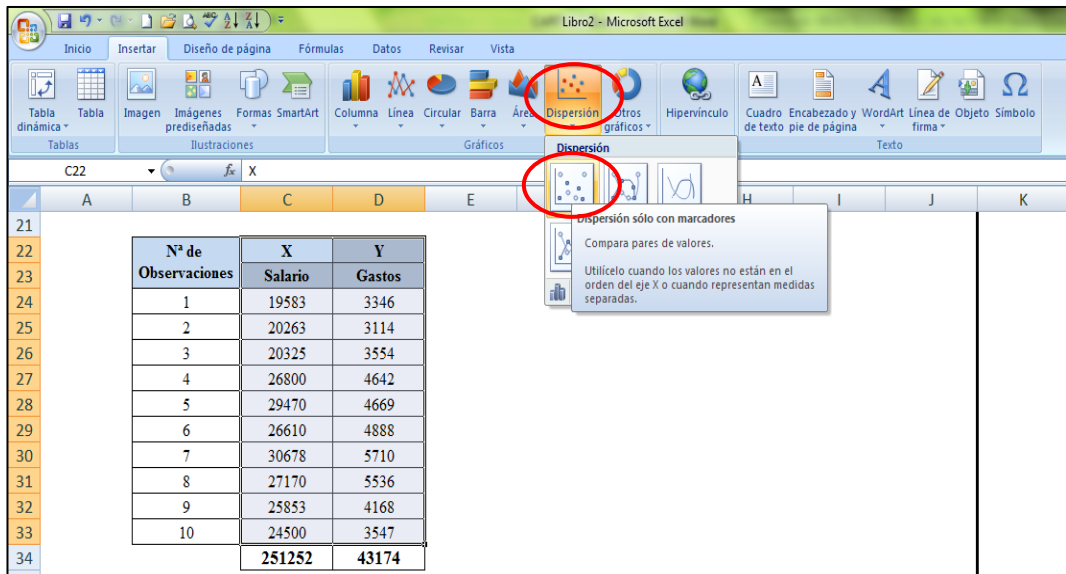 Libro2 - Microsoft Excel
Inicio Insertar Diseño de página Fórmulas Datos Revisar Vista
Tabla dinámica Tabla Imagen Imágenes prediseñadas Formas SmartArt Columna Línea Circular Barra Área Dispersión Otros gráficos Hipervínculo Cuadro de texto Encabezado y pie de página WordArt Línea de firma Objeto Símbolo
Tablas Ilustraciones Gráficos Texto
Dispersión
C22 fx X
A B C D E H I J K
Dispersión sólo con marcadores
Compara pares de valores.
Utilícelo cuando los valores no están en el
orden del eje X o cuando representan medidas
separadas.
21
22 Nª de X Y
23 Observaciones Salario Gastos
24 1 19583 3346
25 2 20263 3114
26 3 20325 3554
27 4 26800 4642
28 5 29470 4669
29 6 26610 4888
30 7 30678 5710
31 8 27170 5536
32 9 25853 4168
33 10 24500 3547
34 251252 43174